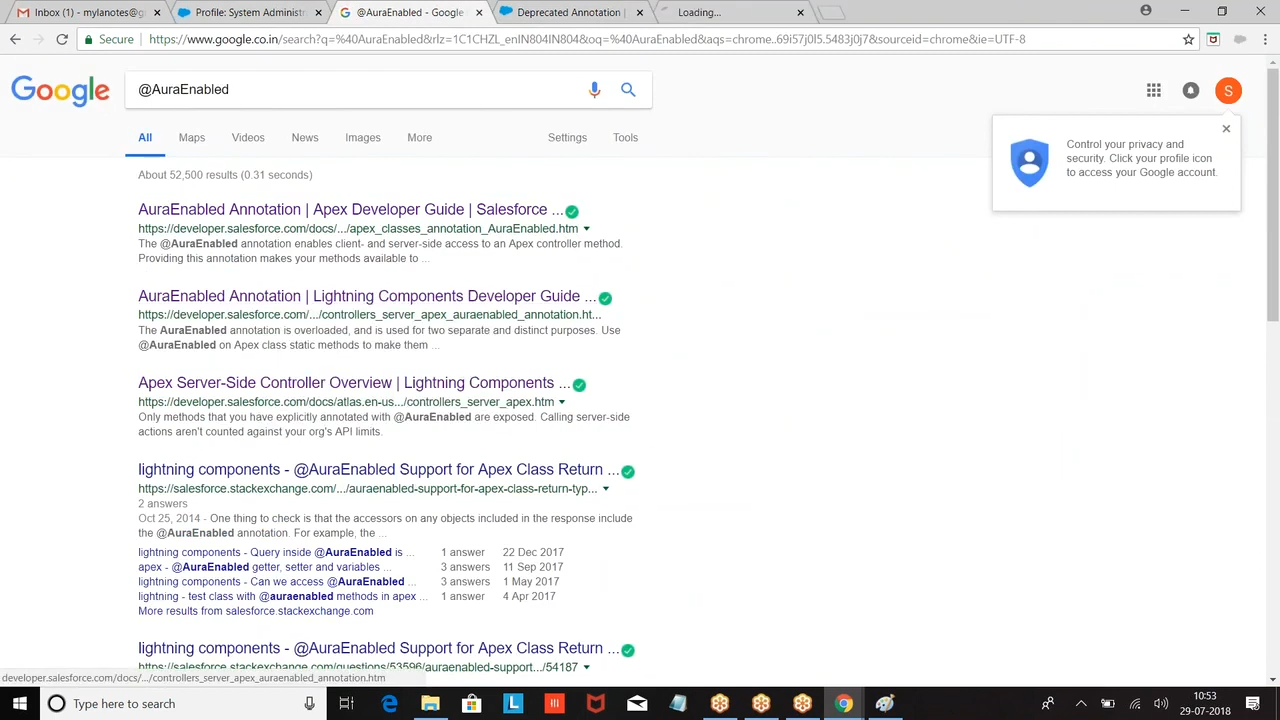 Inbox (1) - mylanotes@g
Profile: System Administr
@AuraEnabled - Google
Deprecated Annotation |
Loading...
Secure
https://www.google.co.in/search?q=%40AuraEnabled&rlz=1C1CHZL_enIN804IN804&oq=%40AuraEnabled&aqs=chrome..69i57j0l5.5483j0j7&sourceid=chrome&ie=UTF-8
Google
@AuraEnabled
S
All Maps Videos News Images More Settings Tools
Control your privacy and
security. Click your profile icon
to access your Google account.
About 52,500 results (0.31 seconds)
AuraEnabled Annotation | Apex Developer Guide | Salesforce ...
https://developer.salesforce.com/docs/.../apex_classes_annotation_AuraEnabled.htm
The @AuraEnabled annotation enables client- and server-side access to an Apex controller method.
Providing this annotation makes your methods available to ...
AuraEnabled Annotation | Lightning Components Developer Guide ...
https://developer.salesforce.com/.../controllers_server_apex_auraenabled_annotation.ht...
The AuraEnabled annotation is overloaded, and is used for two separate and distinct purposes. Use
@AuraEnabled on Apex class static methods to make them ...
Apex Server-Side Controller Overview | Lightning Components ...
https://developer.salesforce.com/docs/atlas.en-us.../controllers_server_apex.htm
Only methods that you have explicitly annotated with @AuraEnabled are exposed. Calling server-side
actions aren't counted against your org's API limits.
lightning components - @AuraEnabled Support for Apex Class Return ...
https://salesforce.stackexchange.com/.../auraenabled-support-for-apex-class-return-typ...
2 answers
Oct 25, 2014 - One thing to check is that the accessors on any objects included in the response include
the @AuraEnabled annotation. For example, the ...
lightning components - Query inside @AuraEnabled is ... 1 answer 22 Dec 2017
apex - @AuraEnabled getter, setter and variables ... 3 answers 11 Sep 2017
lightning components - Can we access @AuraEnabled ... 3 answers 1 May 2017
lightning - test class with @auraenabled methods in apex ... 1 answer 4 Apr 2017
More results from salesforce.stackexchange.com
lightning components - @AuraEnabled Support for Apex Class Return ...
https://salesforce.stackexchange.com/questions/53596/auraenabled-support.../54187
developer.salesforce.com/docs/.../controllers_server_apex_auraenabled_annotation.htm
Type here to search
10:53
29-07-2018